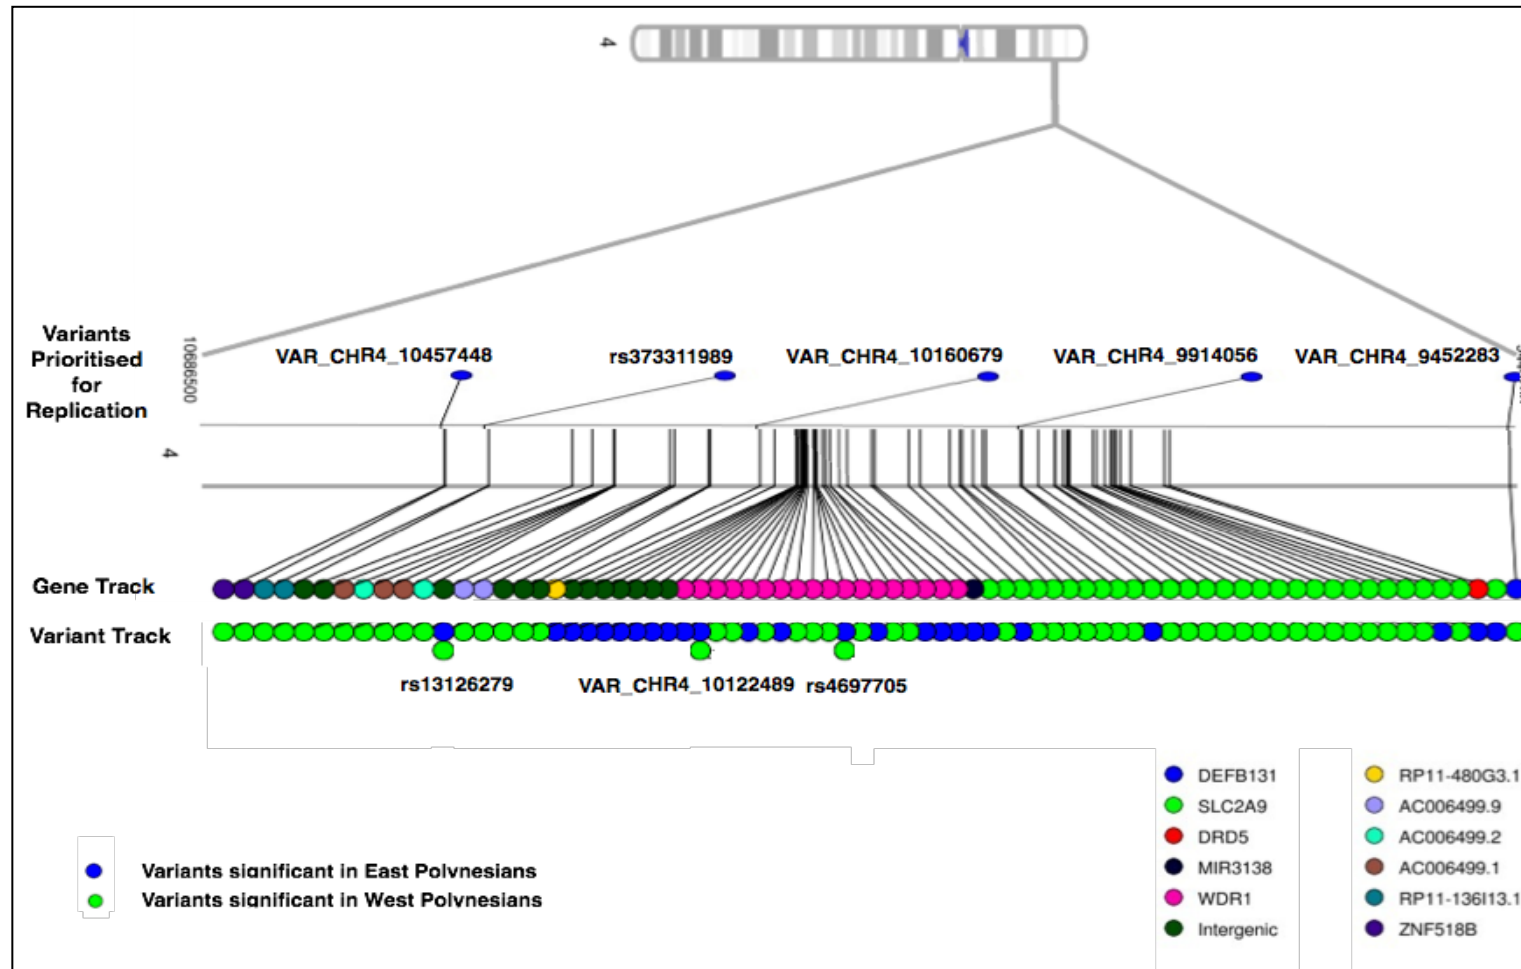 4
Variants
Prioritised
for
Replication
10686500
VAR_CHR4_10457448
rs373311989
VAR_CHR4_10160679
VAR_CHR4_9914056
VAR_CHR4_9452283
4
Gene Track
Variant Track
rs13126279
VAR_CHR4_10122489
rs4697705
DEFB131
SLC2A9
DRD5
MIR3138
WDR1
Intergenic
RP11-480G3.1
AC006499.9
AC006499.2
AC006499.1
RP11-136I13.1
ZNF518B
Variants significant in East Polynesians
Variants significant in West Polynesians